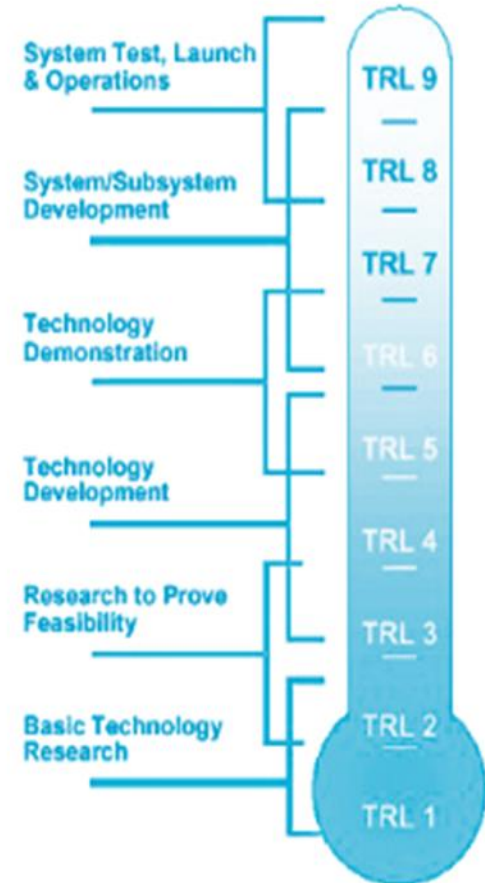 System Test, Launch
& Operations
System/Subsystem
Development
Technology
Demonstration
Technology
Development
Research to Prove
Feasibility
Basic Technology
Research
TRL 9
TRL 8
TRL 7
TRL 6
TRL 5
TRL 4
TRL 3
TRL 2
TRL 1